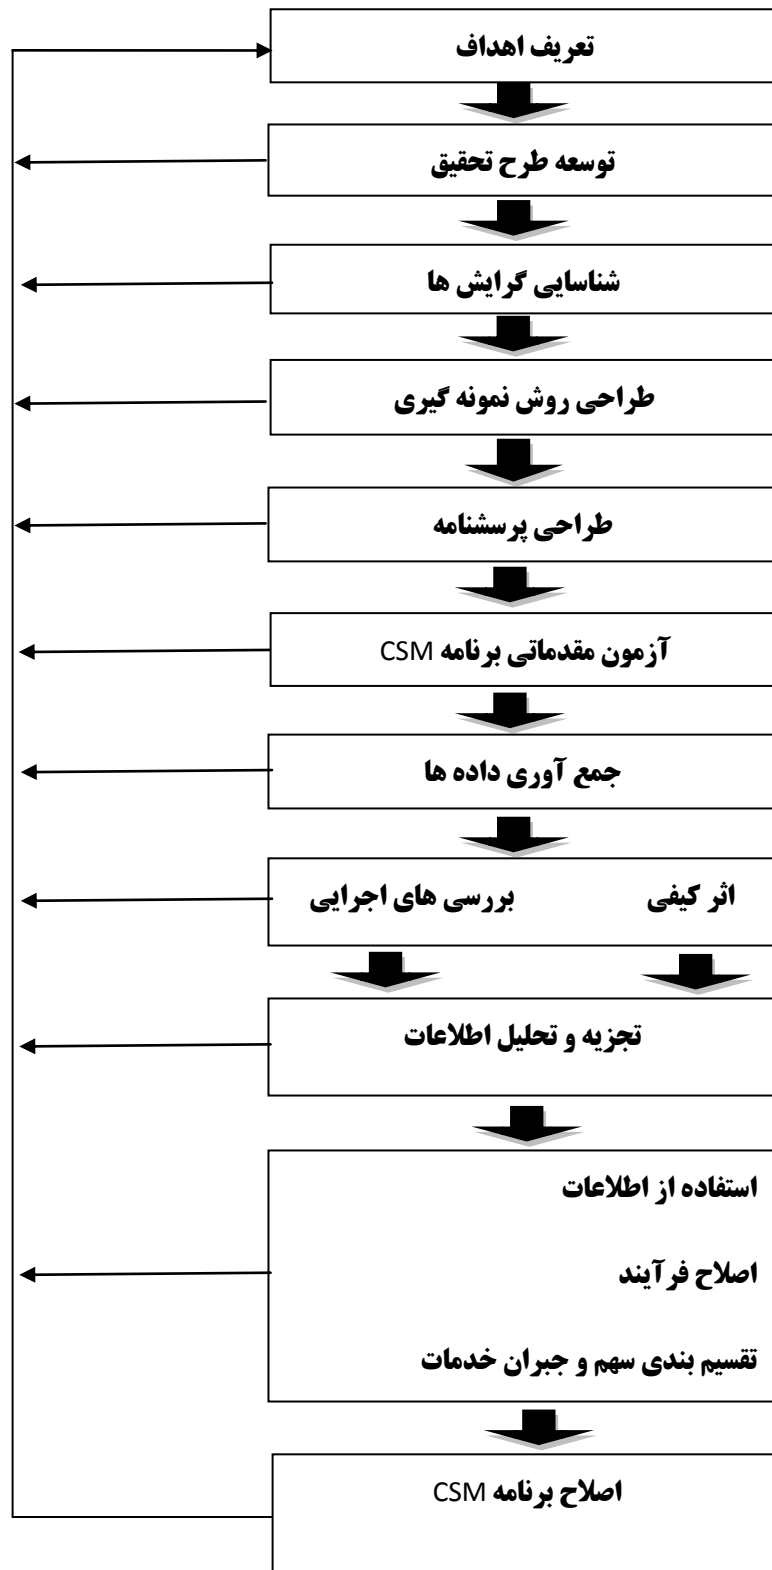 تعریف اهداف
توسعه طرح تحقیق
شناسایی گرایش ها
طراحی روش نمونه گیری
طراحی پرسشنامه
آزمون مقدماتی برنامه CSM
جمع آوری داده ها
اثر کیفی بررسی های اجرایی
تجزیه و تحلیل اطلاعات
استفاده از اطلاعات
اصلاح فرآیند
تقسیم بندی سهم و جبران خدمات
اصلاح برنامه CSM